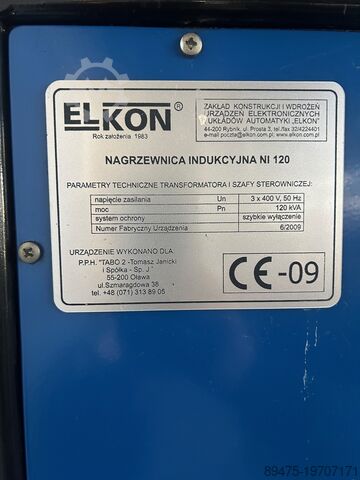 ELKON®
Rok założenia 1983
ZAKŁAD KONSTRUKCJI I WDROŻEŃ
URZĄDZEŃ ELEKTRONICZNYCH
I UKŁADÓW AUTOMATYKI „ELKON”
44-200 Rybnik, ul. Prosta 3, tel./fax 32/4224401
e-mail poczta@elkon.com.pl www.elkon.com.pl
NAGRZEWNICA INDUKCYJNA NI 120
PARAMETRY TECHNICZNE TRANSFORMATORA I SZAFY STEROWNICZEJ:
napięcie zasilania Un 3 x 400 V, 50 Hz
moc Pn 120 kVA
system ochrony szybkie wyłączenie
Numer Fabryczny Urządzenia 6/2009
URZĄDZENIE WYKONANO DLA
P.P.H. "TABO 2 -Tomasz Janicki
i Spółka - Sp. J."
55-200 Oława
ul.Szmaragdowa 38
tel. +48 (071) 313 89 05
CE-09
89475-19707171